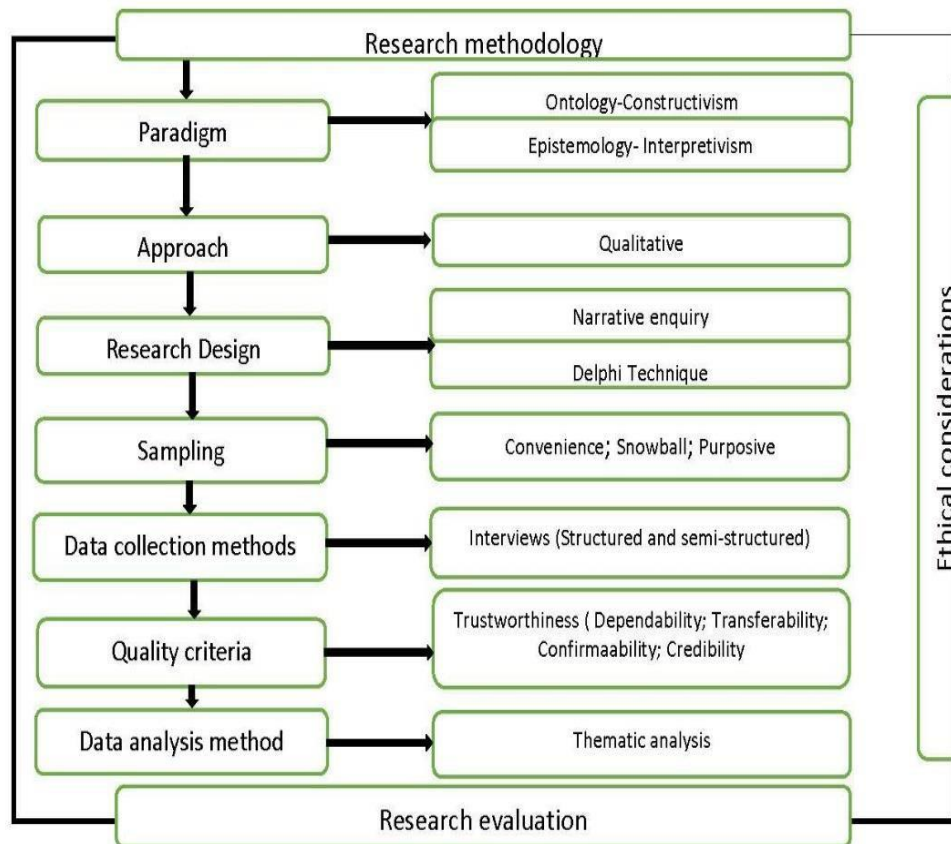 Research methodology
Paradigm
Ontology-Constructivism
Epistemology- Interpretivism
Approach
Qualitative
Research Design
Narrative enquiry
Delphi Technique
Sampling
Convenience; Snowball; Purposive
Data collection methods
Interviews (Structured and semi-structured)
Quality criteria
Trustworthiness ( Dependability; Transferability;
Confirmaability; Credibility
Data analysis method
Thematic analysis
Research evaluation
Ethical considerations